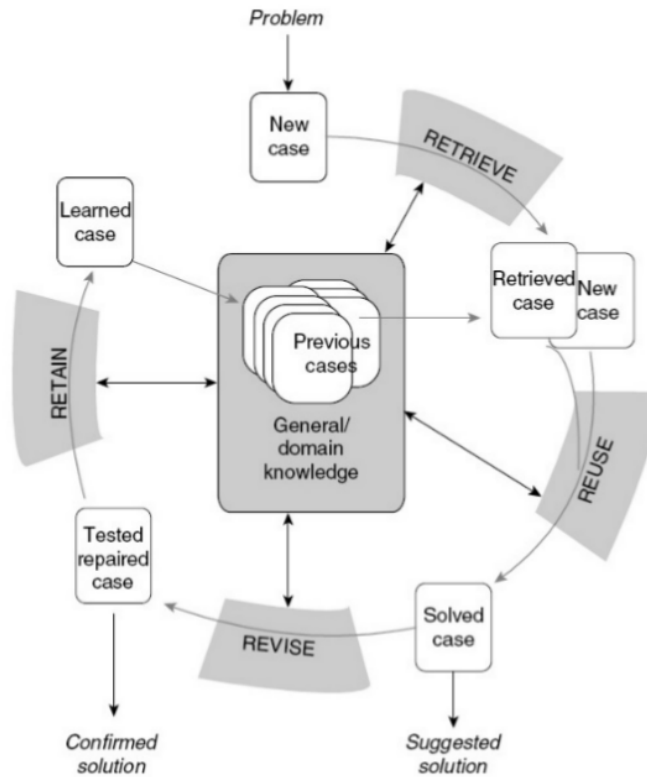 Problem
New
case
RETRIEVE
Learned
case
Retrieved
case
New
case
Previous
cases
RETAIN
General/
domain
knowledge
REUSE
Tested
repaired
case
Solved
case
REVISE
Confirmed
solution
Suggested
solution